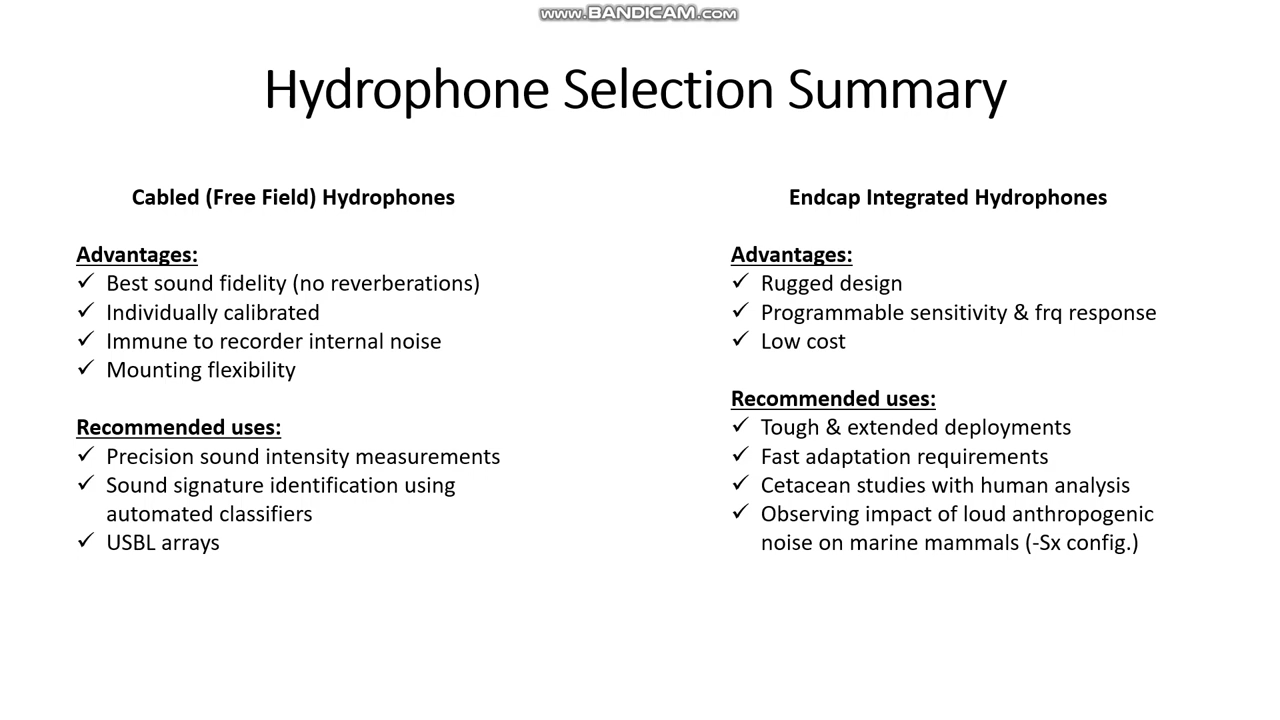 www.BANDICAM.com
Hydrophone Selection Summary
Cabled (Free Field) Hydrophones
Advantages:
✓ Best sound fidelity (no reverberations)
✓ Individually calibrated
✓ Immune to recorder internal noise
✓ Mounting flexibility
Recommended uses:
✓ Precision sound intensity measurements
✓ Sound signature identification using
automated classifiers
✓ USBL arrays
Endcap Integrated Hydrophones
Advantages:
✓ Rugged design
✓ Programmable sensitivity & frq response
✓ Low cost
Recommended uses:
✓ Tough & extended deployments
✓ Fast adaptation requirements
✓ Cetacean studies with human analysis
✓ Observing impact of loud anthropogenic
noise on marine mammals (-Sx config.)